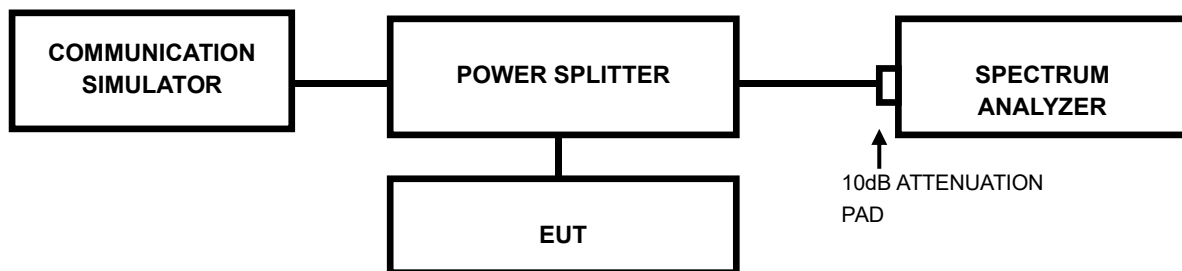 COMMUNICATION
SIMULATOR
POWER SPLITTER
SPECTRUM
ANALYZER
10dB ATTENUATION
PAD
EUT